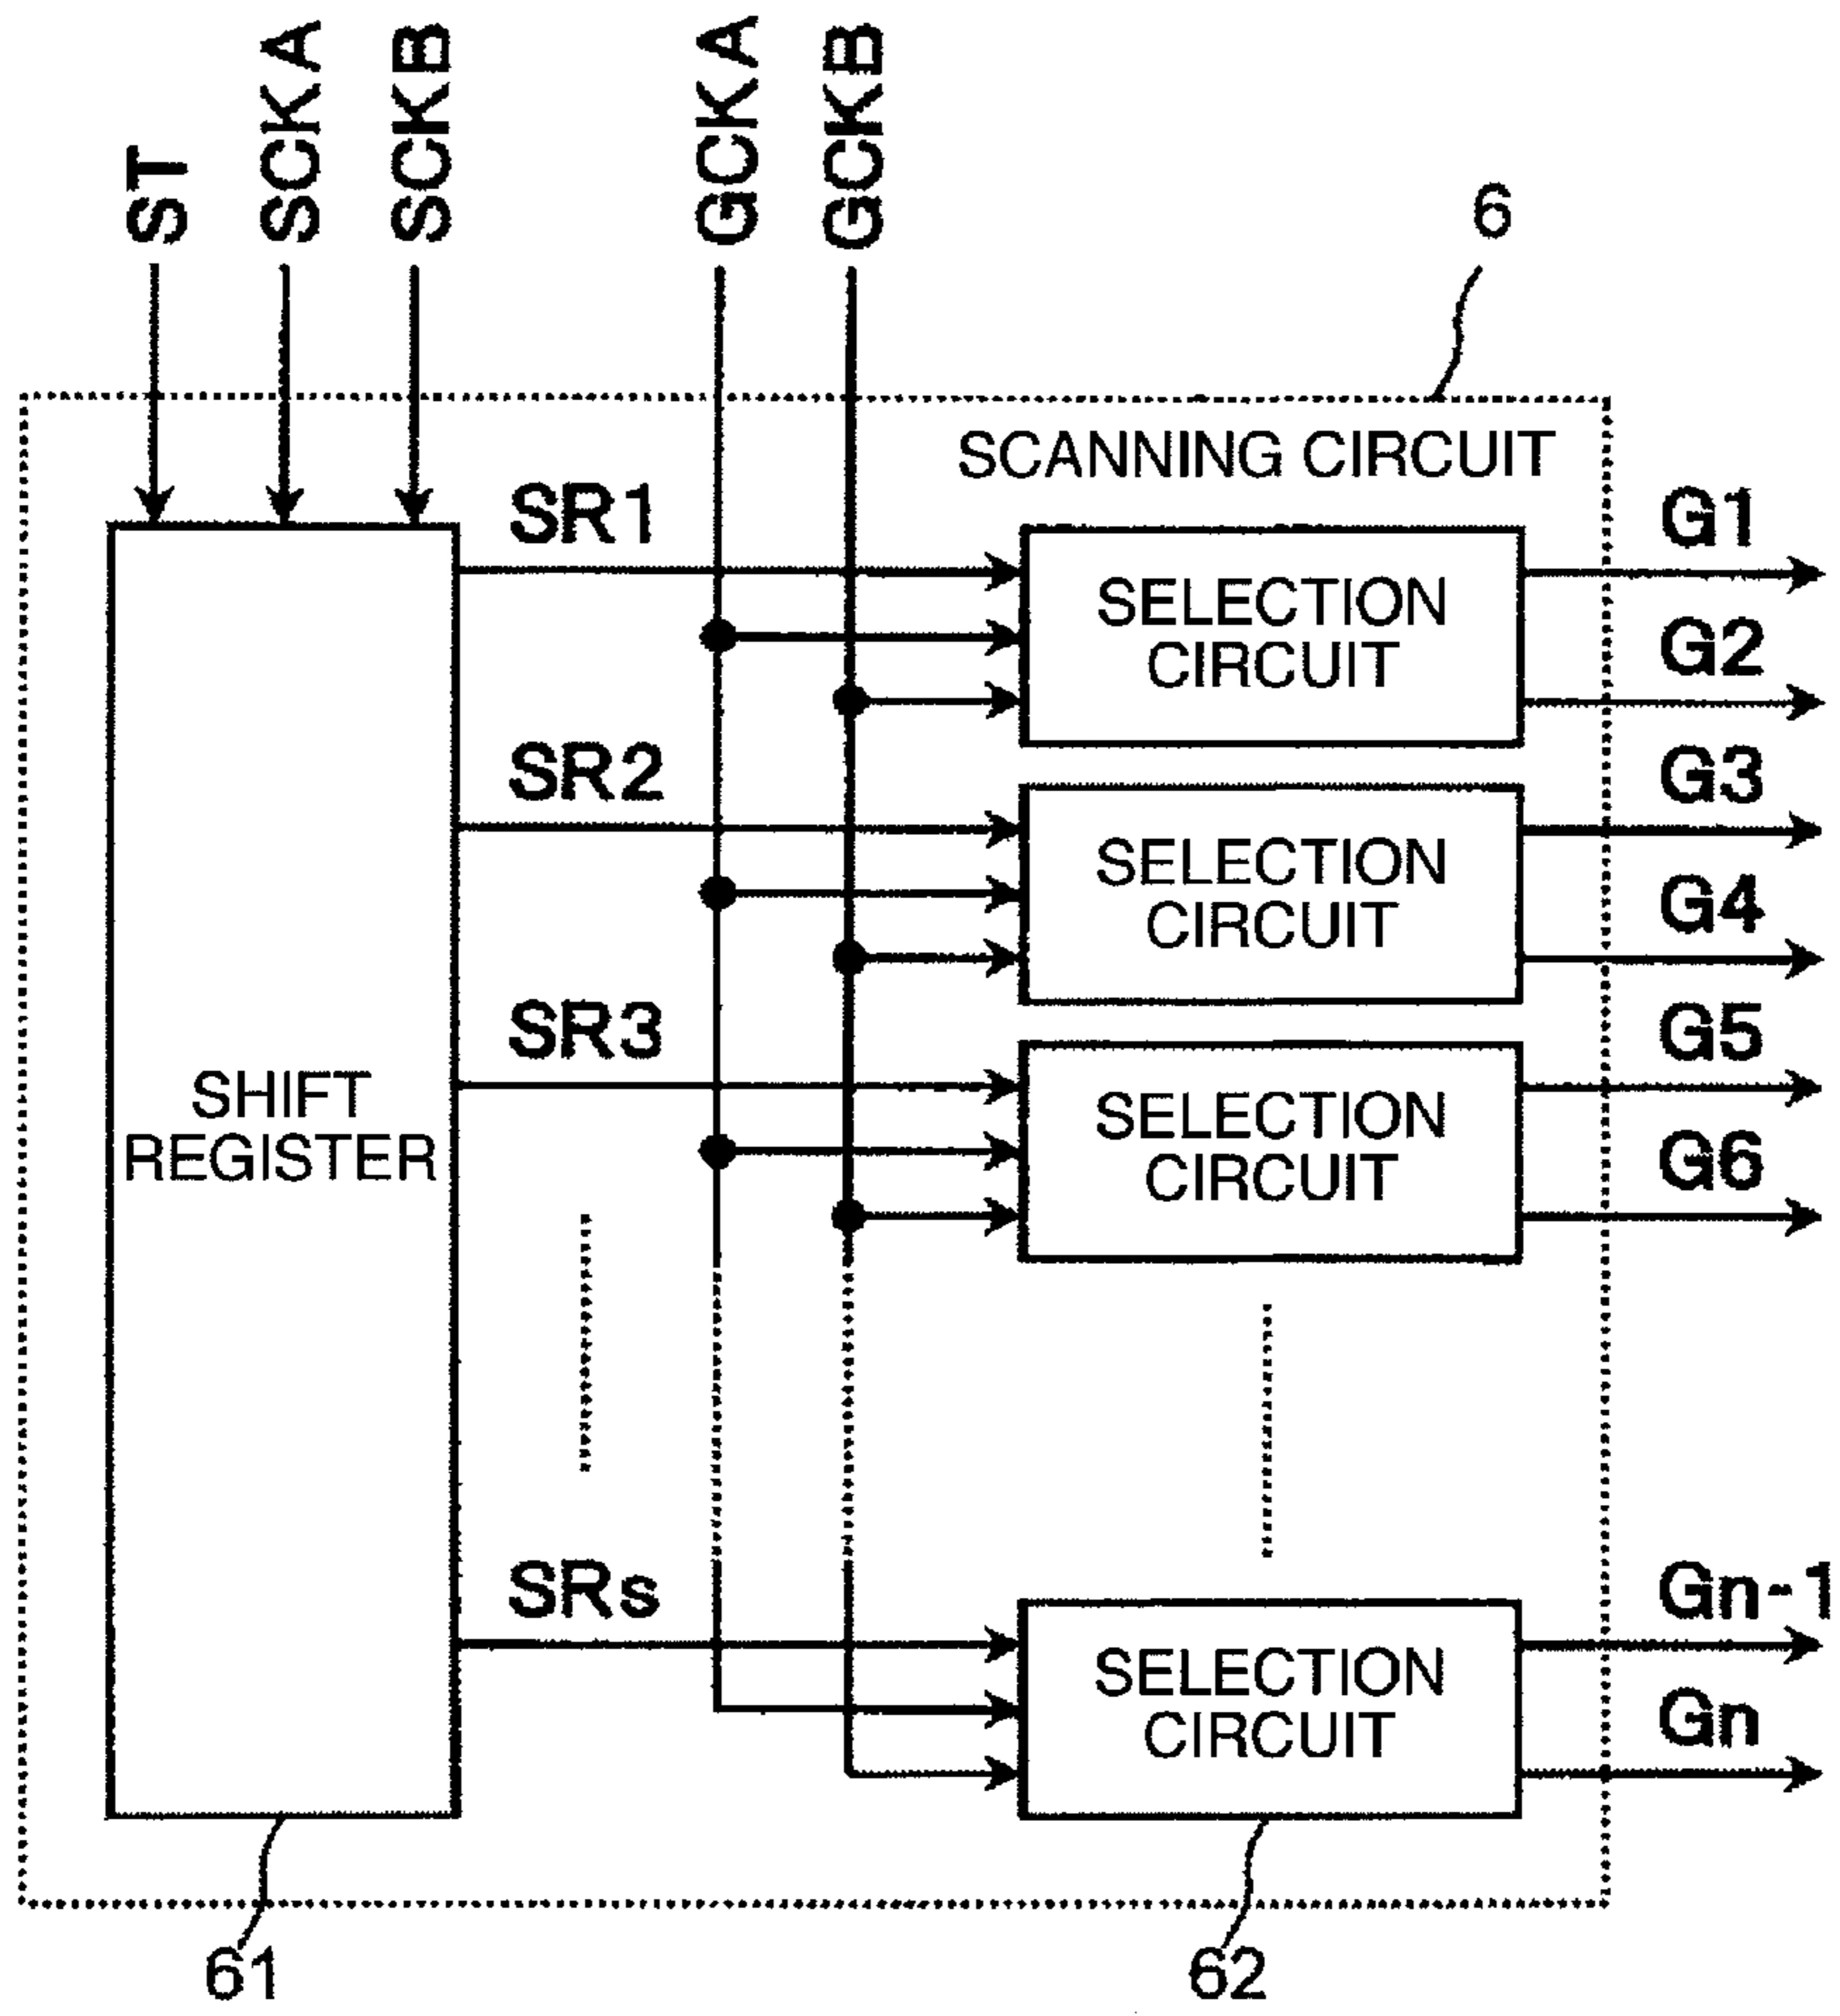 ST
SCKA
SCKB
GCKA
GCKB
6
SCANNING CIRCUIT
SR1
SELECTION
CIRCUIT
G1
G2
SR2
SELECTION
CIRCUIT
G3
G4
SR3
SELECTION
CIRCUIT
G5
G6
SHIFT
REGISTER
SRs
SELECTION
CIRCUIT
Gn-1
Gn
61
62